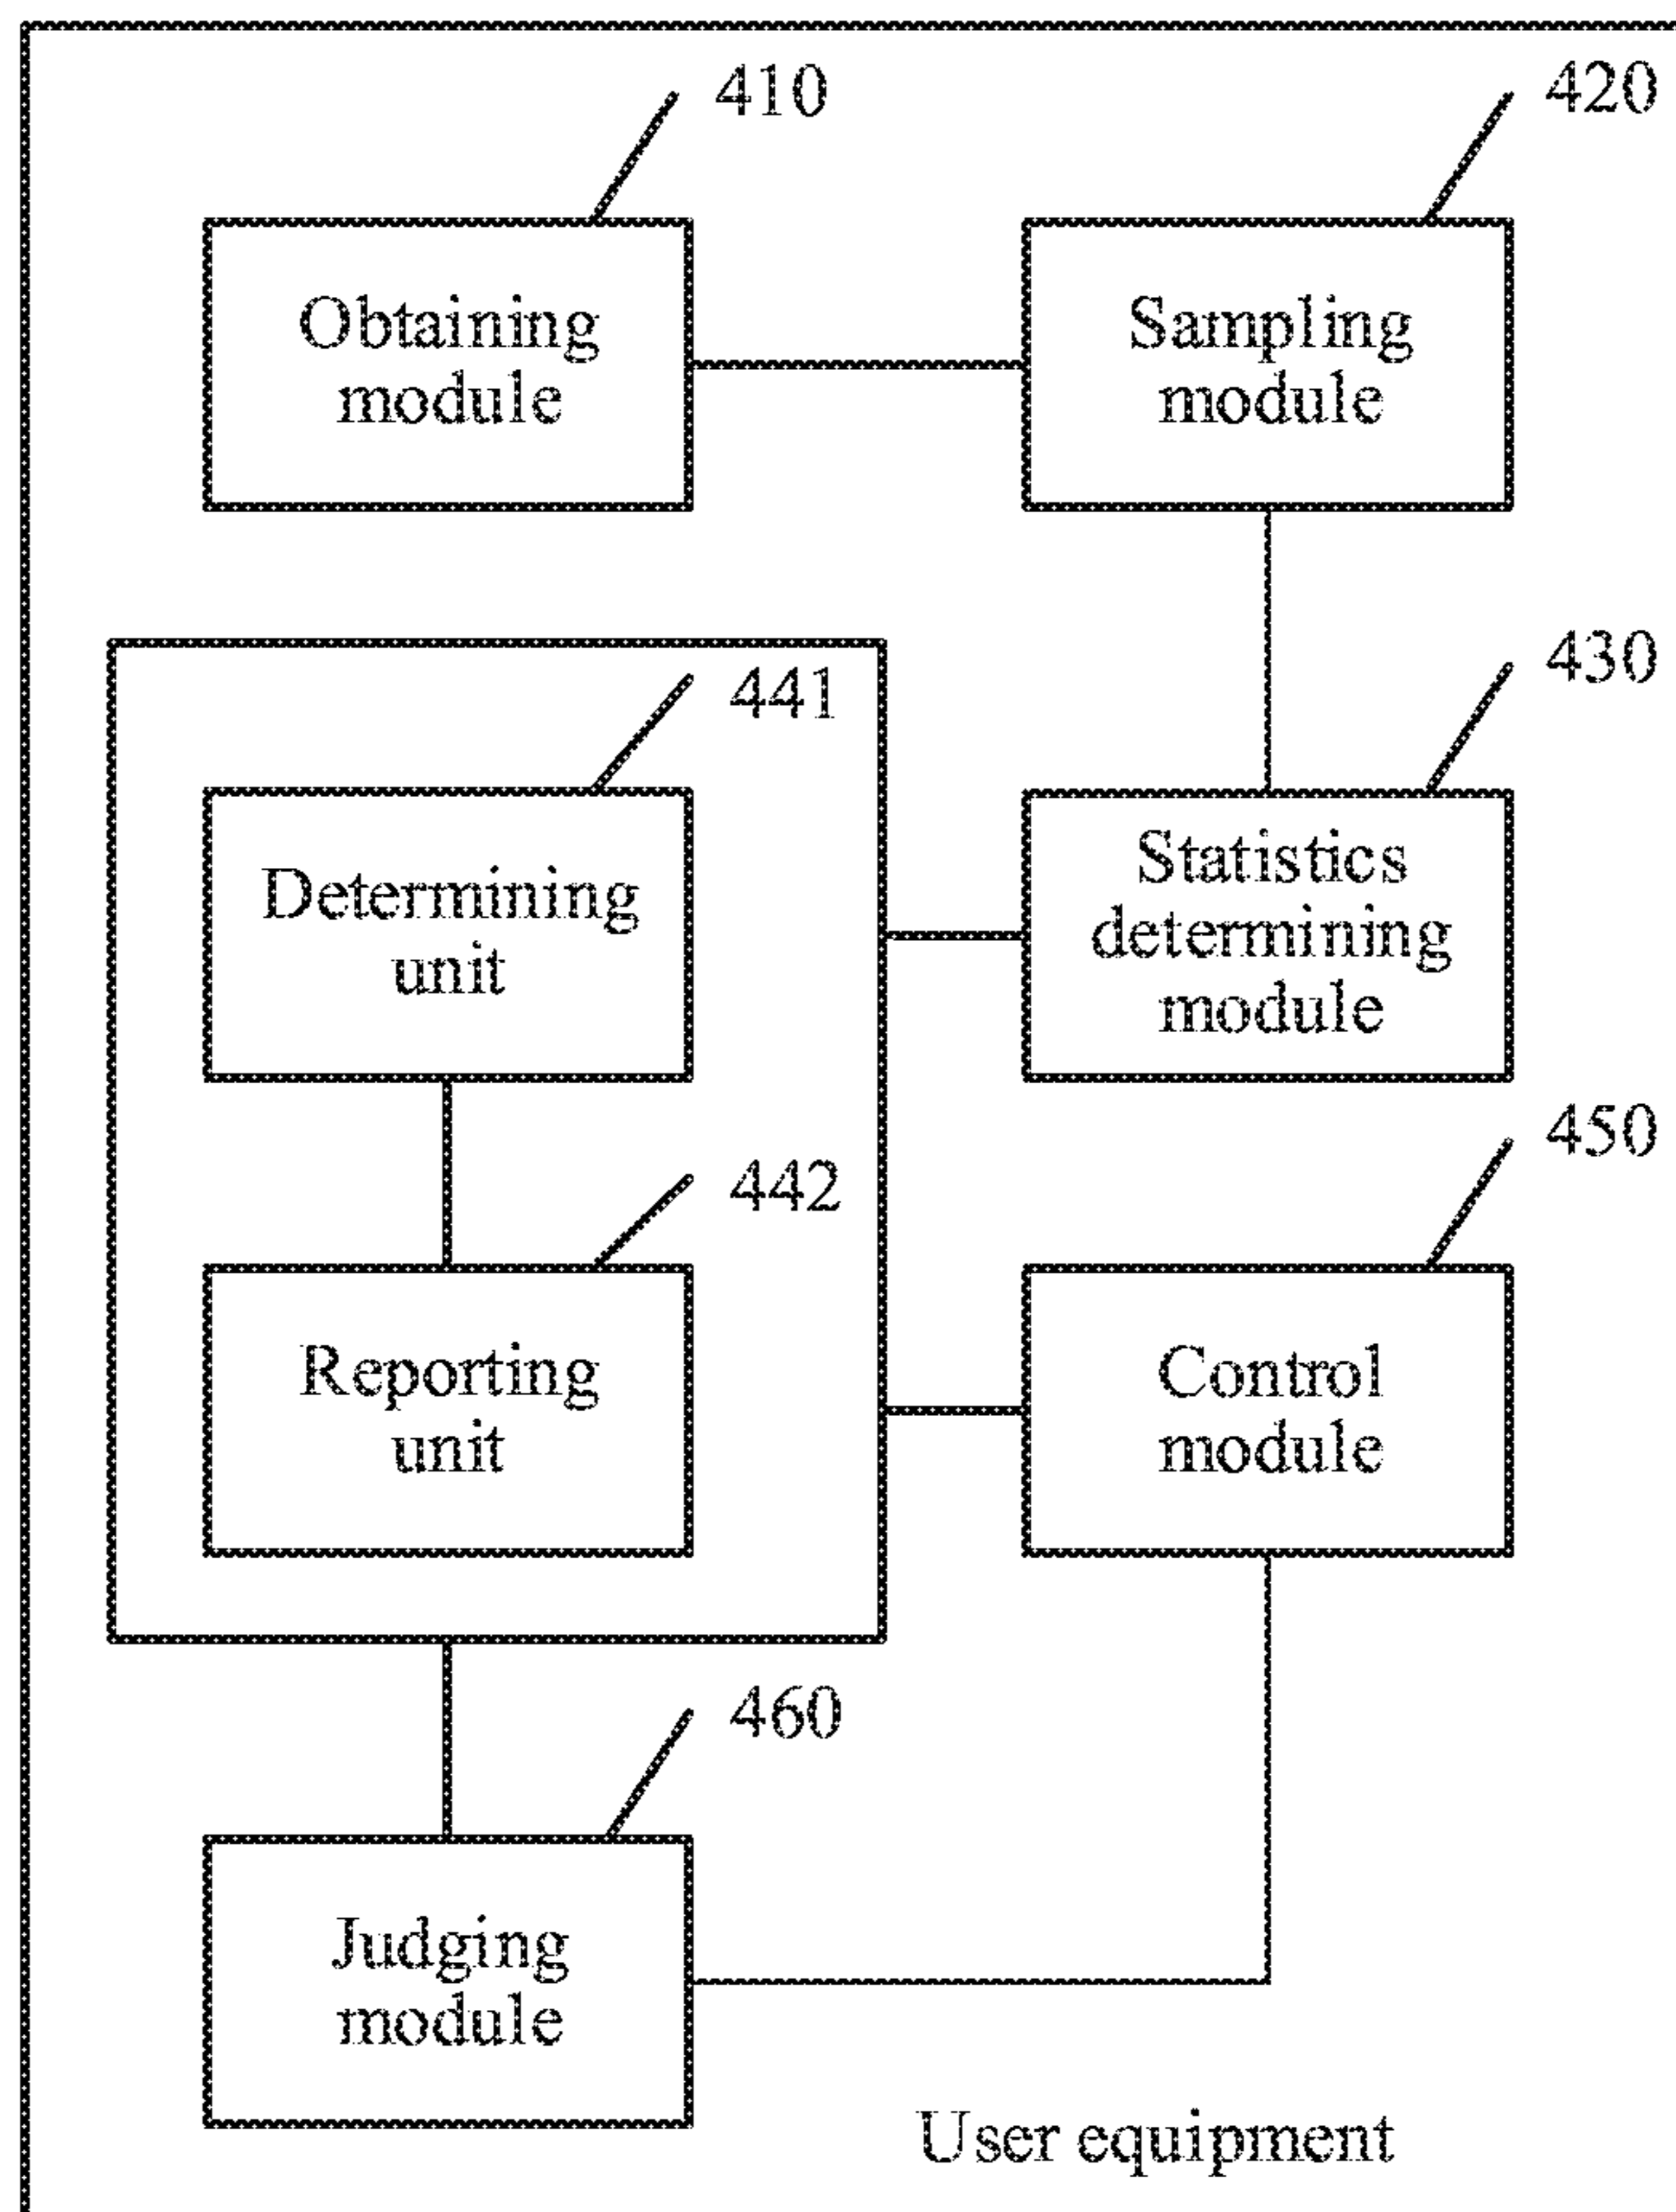 410
420
Obtaining
module
Sampling
module
441
430
Determining
unit
Statistics
determining
module
442
450
Reporting
unit
Control
module
460
Judging
module
User equipment